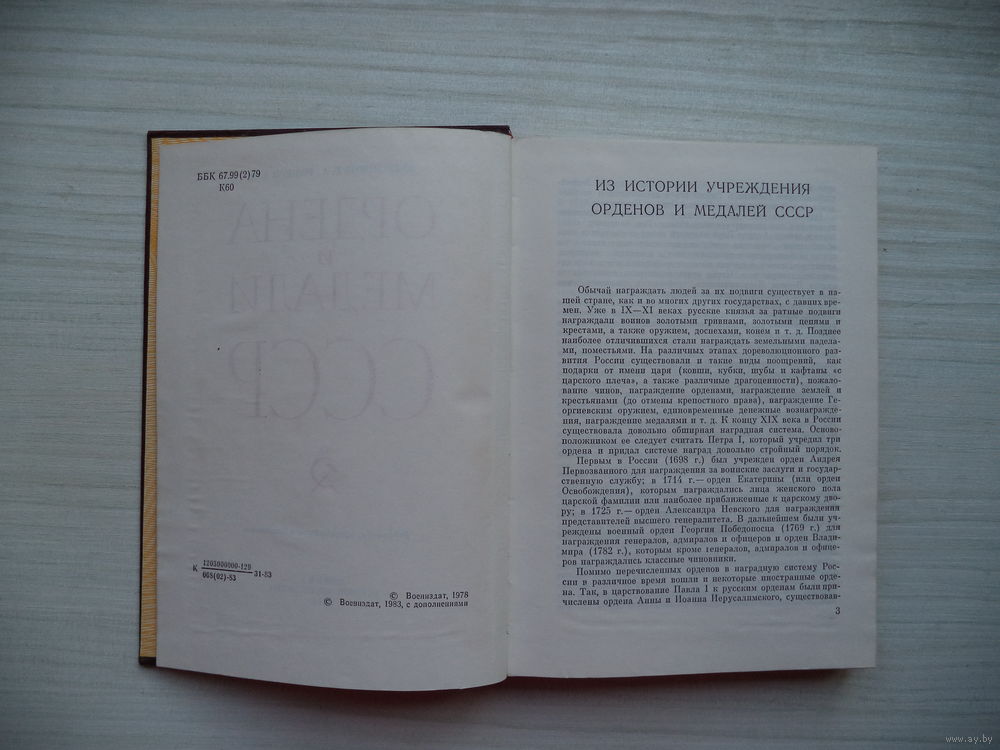 ББК 67.99(2)79
К60
К 1203000000-129
068(02)-83
31-83
© Воениздат, 1978
© Воениздат, 1983, с дополнениями
ИЗ ИСТОРИИ УЧРЕЖДЕНИЯ
ОРДЕНОВ И МЕДАЛЕЙ СССР
Обычай награждать людей за их подвиги существует в на-
шей стране, как и во многих других государствах, с давних вре-
мен. Уже в IX—XI веках русские князья за ратные подвиги
награждали воинов золотыми гривнами, золотыми цепями и
крестами, а также оружием, доспехами, конем и т. д. Позднее
наиболее отличившихся стали награждать земельными надела-
ми, поместьями. На различных этапах дореволюционного раз-
вития России существовали и такие виды поощрений, как
подарки от имени царя (ковши, кубки, шубы и кафтаны «с
царского плеча», а также различные драгоценности), пожало-
вание чинов, награждение орденами, награждение землей и
крестьянами (до отмены крепостного права), награждение Ге-
оргиевским оружием, единовременные денежные вознагражде-
ния, награждение медалями и т. д. К концу XIX века в России
существовала довольно обширная наградная система. Осново-
положником ее следует считать Петра I, который учредил три
ордена и придал системе наград довольно стройный порядок.
Первым в России (1698 г.) был учрежден орден Андрея
Первозванного для награждения за воинские заслуги и государ-
ственную службу; в 1714 г.— орден Екатерины (или орден
Освобождения), которым награждались лица женского пола
царской фамилии или наиболее приближенные к царскому дво-
ру; в 1725 г.— орден Александра Невского для награждения
представителей высшего генералитета. В дальнейшем были уч-
реждены военный орден Георгия Победоносца (1769 г.) для
награждения генералов, адмиралов и офицеров и орден Влади-
мира (1782 г.), которым кроме генералов, адмиралов и офице-
ров награждались классные чиновники.
Помимо перечисленных орденов в наградную систему Рос-
сии в различное время вошли и некоторые иностранные орде-
на. Так, в царствование Павла I к русским орденам были при-
числены ордена Анны и Иоанна Иерусалимского, существовав-
3
www.ay.by